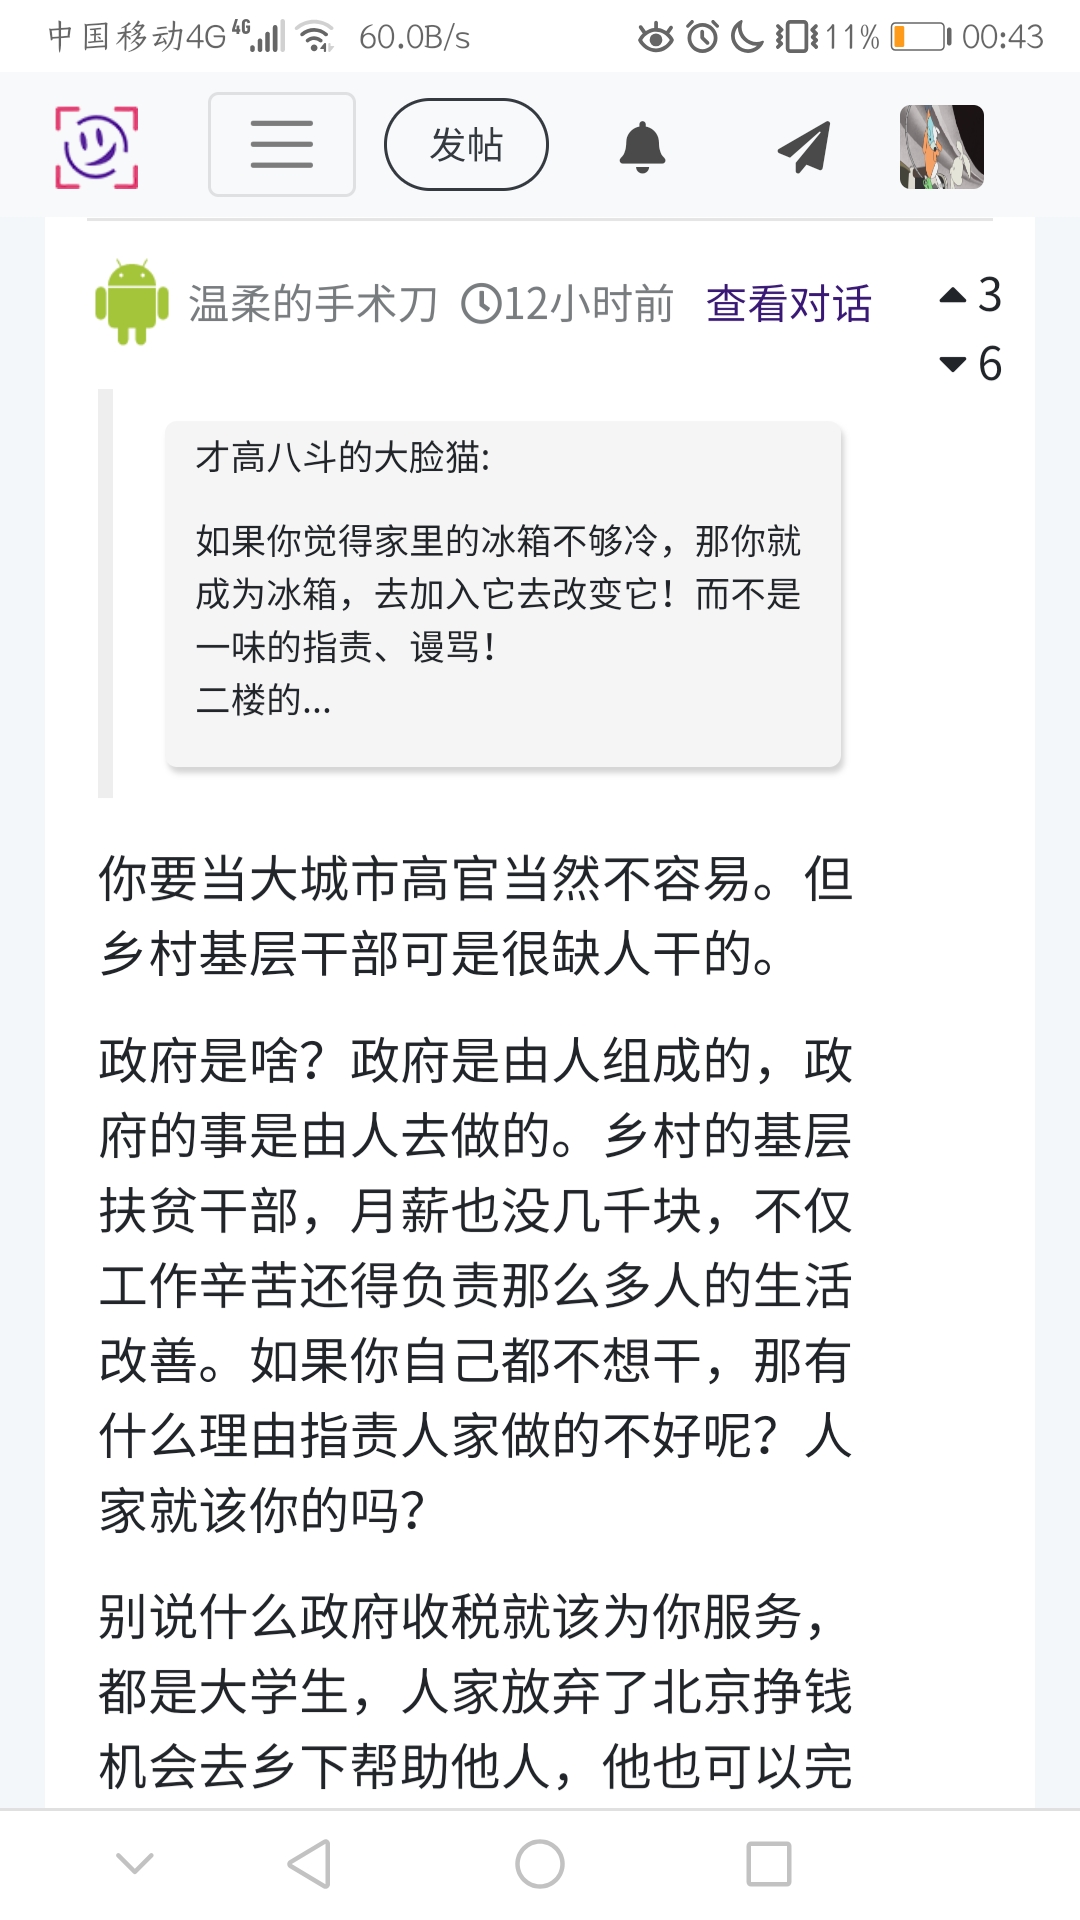 中国移动4G 4G 60.0B/s 11% 00:43
发帖
温柔的手术刀 12小时前 查看对话 3
6
才高八斗的大脸猫:
如果你觉得家里的冰箱不够冷，那你就
成为冰箱，去加入它去改变它！而不是
一味的指责、谩骂！
二楼的...
你要当大城市高官当然不容易。但
乡村基层干部可是很缺人干的。
政府是啥？政府是由人组成的，政
府的事是由人去做的。乡村的基层
扶贫干部，月薪也没几千块，不仅
工作辛苦还得负责那么多人的生活
改善。如果你自己都不想干，那有
什么理由指责人家做的不好呢？人
家就该你的吗？
别说什么政府收税就该为你服务，
都是大学生，人家放弃了北京挣钱
机会去乡下帮助他人，他也可以完